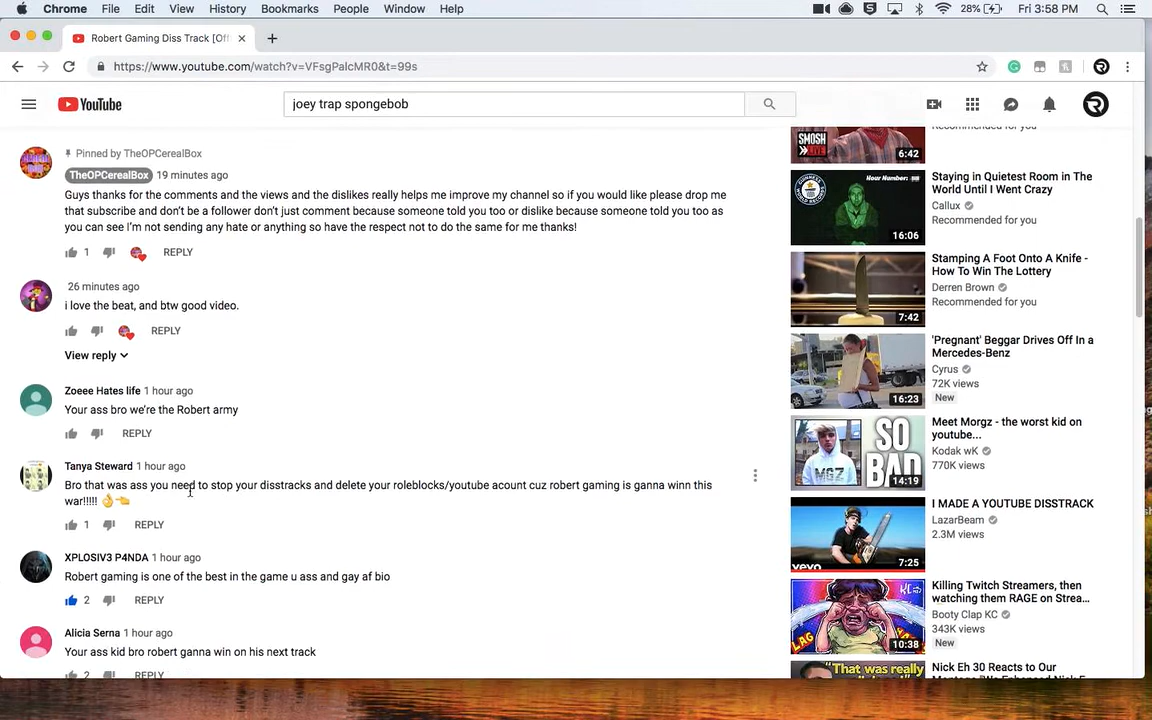 Chrome File Edit View History Bookmarks People Window Help 28% Fri 3:58 PM
Robert Gaming Diss Track [Off
https://www.youtube.com/watch?v=VFsgPalcMR0&t=99s
YouTube
joey trap spongebob
Pinned by TheOPCerealBox
TheOPCerealBox 19 minutes ago
Guys thanks for the comments and the views and the dislikes really helps me improve my channel so if you would like please drop me
that subscribe and don't be a follower don't just comment because someone told you too or dislike because someone told you too as
you can see I'm not sending any hate or anything so have the respect not to do the same for me thanks!
1 REPLY
26 minutes ago
i love the beat, and btw good video.
REPLY
View reply
Zoeee Hates life 1 hour ago
Your ass bro we're the Robert army
REPLY
Tanya Steward 1 hour ago
Bro that was ass you need to stop your disstracks and delete your roleblocks/youtube acount cuz robert gaming is ganna winn this
war!!!!! 👌👈
1 REPLY
XPLOSIV3 P4NDA 1 hour ago
Robert gaming is one of the best in the game u ass and gay af bio
2 REPLY
Alicia Serna 1 hour ago
Your ass kid bro robert ganna win on his next track
2 REPLY
SMOSH LIVE
6:42
Recommended for you
Hour Number:
16:06
Staying in Quietest Room in
The World Until I Went Crazy
Callux
Recommended for you
7:42
Stamping A Foot Onto A Knife -
How To Win The Lottery
Derren Brown
Recommended for you
16:23
'Pregnant' Beggar Drives Off In a
Mercedes-Benz
Cyrus
72K views
New
MGZ
SO
BAD
14:19
Meet Morgz - the worst kid on
youtube...
Kodak wK
770K views
vevo
7:25
I MADE A YOUTUBE DISSTRACK
LazarBeam
2.3M views
LAG
10:38
Killing Twitch Streamers, then
watching them RAGE on Strea...
Booty Clap KC
343K views
New
"That was really
Nick Eh 30 Reacts to Our